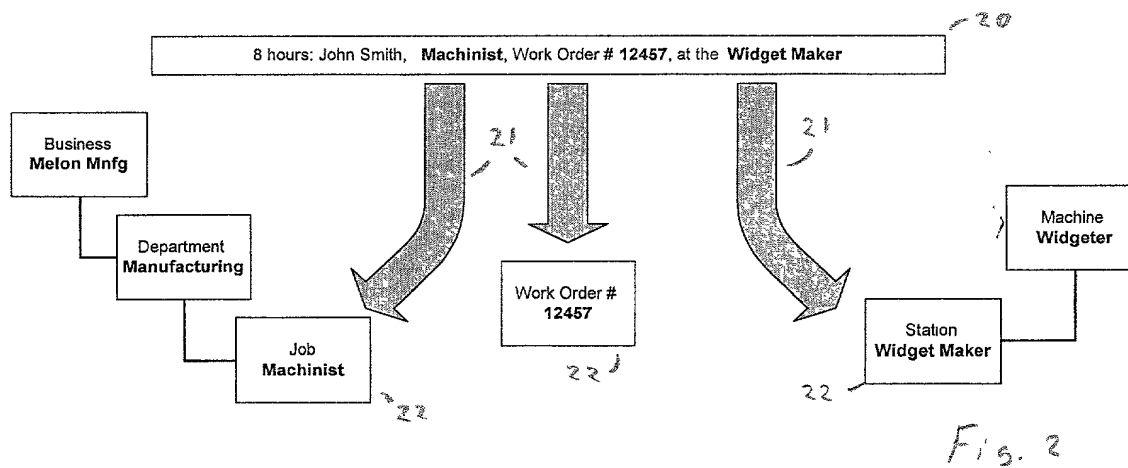 20
8 hours: John Smith, Machinist, Work Order # 12457, at the Widget Maker
21
21
Business
Melon Mnfg
Department
Manufacturing
Job
Machinist
22
Work Order #
12457
22
Machine
Widgeter
Station
Widget Maker
22
Fig. 2